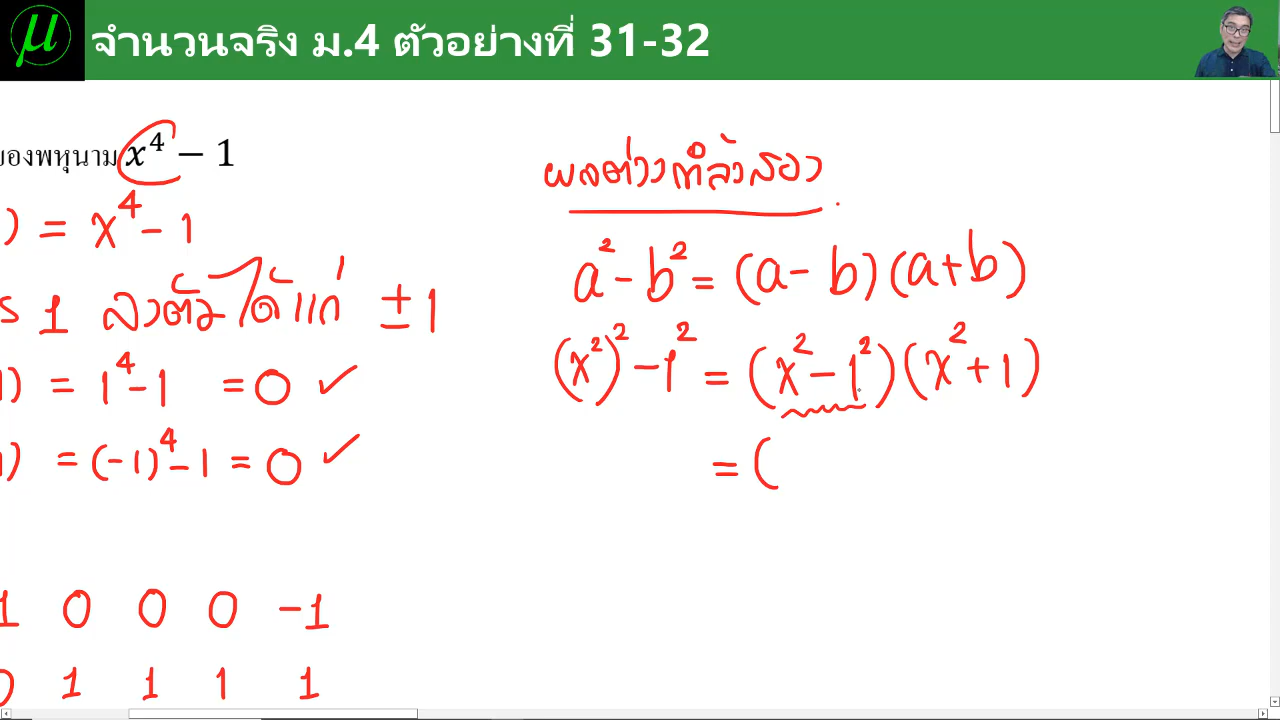 μ จำนวนจริง ม.4 ตัวอย่างที่ 31-32
ของพหุนาม x⁴ − 1
) = x⁴ − 1
ร 1 ลงตัวได้แก่ ±1
1) = 1⁴ − 1 = 0 ✓
1) = (−1)⁴ − 1 = 0 ✓
1 0 0 0 −1
0 1 1 1 1
ผลต่างกำลังสอง
a² − b² = (a − b)(a + b)
(x²)² − 1² = (x² − 1²)(x² + 1)
= (